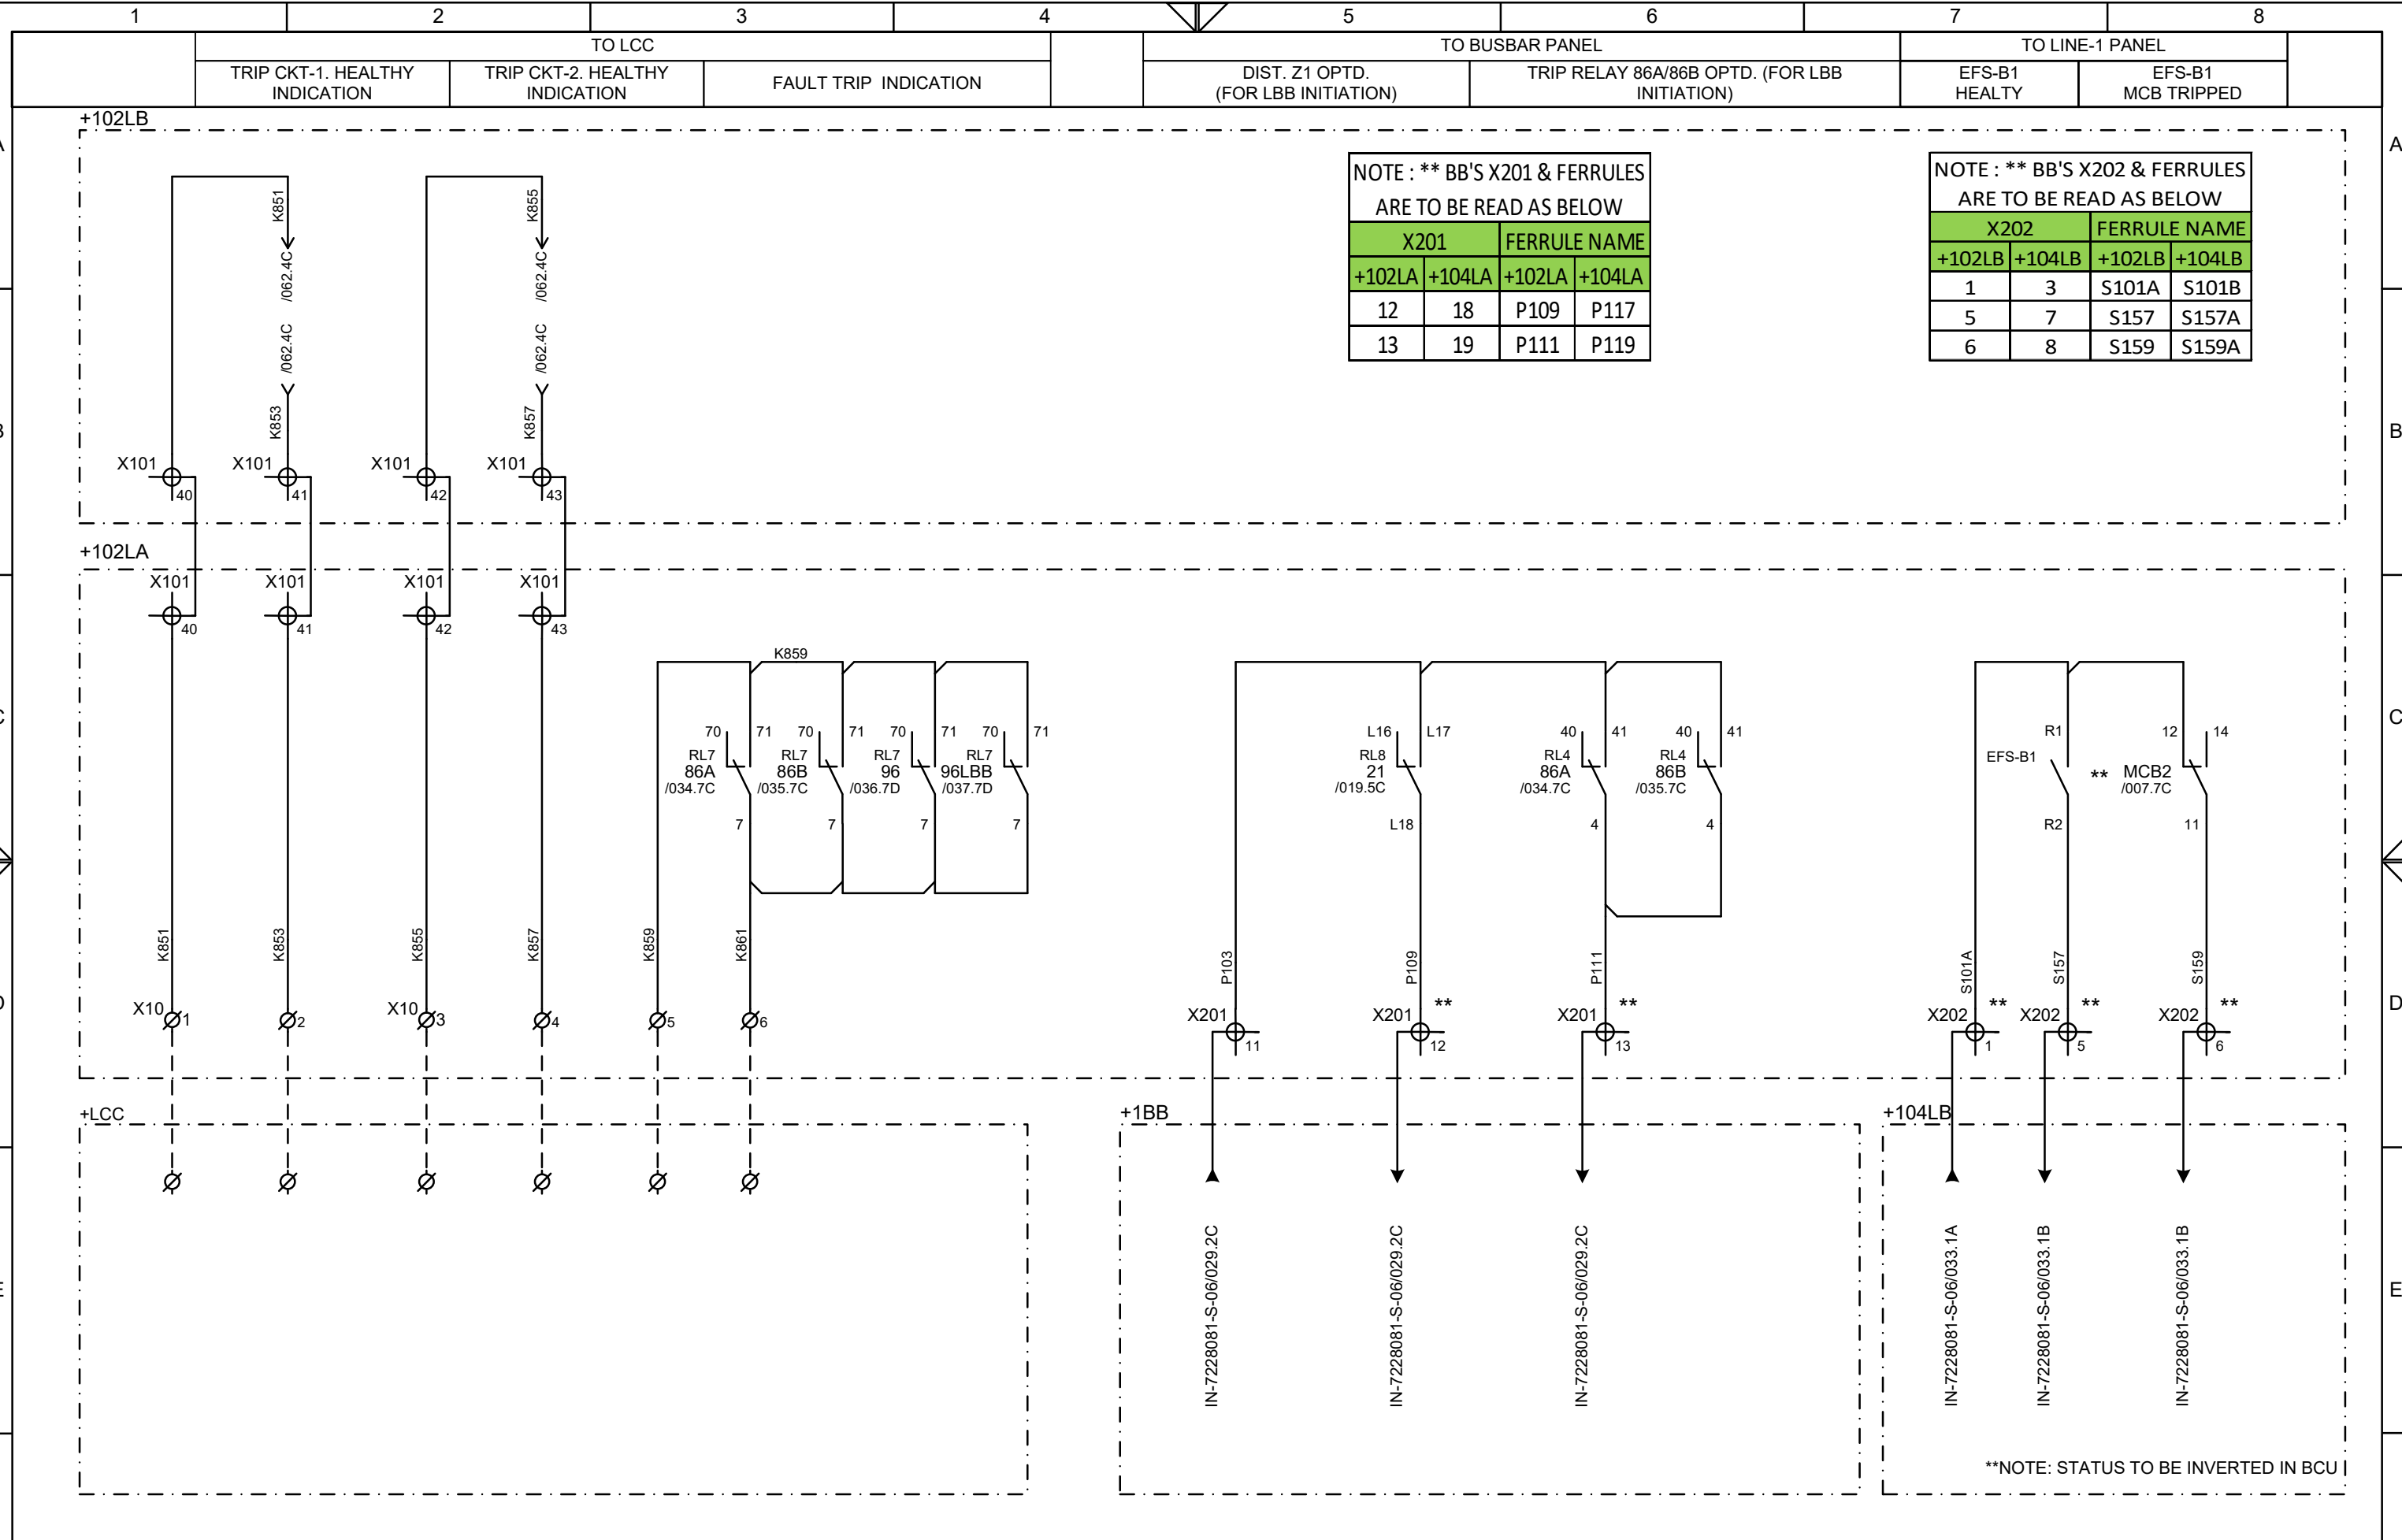 1 2 3 4 5 6 7 8
TO LCC
TO BUSBAR PANEL
TO LINE-1 PANEL
TRIP CKT-1. HEALTHY
INDICATION
TRIP CKT-2. HEALTHY
INDICATION
FAULT TRIP INDICATION
DIST. Z1 OPTD.
(FOR LBB INITIATION)
TRIP RELAY 86A/86B OPTD. (FOR LBB
INITIATION)
EFS-B1
HEALTY
EFS-B1
MCB TRIPPED
+102LB
A
NOTE : ** BB'S X201 & FERRULES
ARE TO BE READ AS BELOW
X201 FERRULE NAME
+102LA +104LA +102LA +104LA
12 18 P109 P117
13 19 P111 P119
NOTE : ** BB'S X202 & FERRULES
ARE TO BE READ AS BELOW
X202 FERRULE NAME
+102LB +104LB +102LB +104LB
1 3 S101A S101B
5 7 S157 S157A
6 8 S159 S159A
K851
/062.4C
/062.4C
K853
K855
/062.4C
/062.4C
K857
B
X101 X101 X101 X101
40 41 42 43
+102LA
X101 X101 X101 X101
40 41 42 43
K859
C
70 71 70 71 70 71 70 71
RL7 RL7 RL7 RL7
86A 86B 96 96LBB
/034.7C /035.7C /036.7D /037.7D
7 7 7 7
L16 L17
RL8
21
/019.5C
L18
40 41 40 41
RL4 RL4
86A 86B
/034.7C /035.7C
4 4
R1
EFS-B1
R2
12 14
** MCB2
/007.7C
11
K851 K853 K855 K857 K859 K861 P103 P109 P111 S101A S157 S159
D
X10 1 2 X10 3 4 5 6
** ** ** ** **
X201 X201 X201 X202 X202 X202
11 12 13 1 5 6
+LCC
+1BB
+104LB
IN-7228081-S-06/029.2C
IN-7228081-S-06/029.2C
IN-7228081-S-06/029.2C
IN-7228081-S-06/033.1A
IN-7228081-S-06/033.1B
IN-7228081-S-06/033.1B
E
**NOTE: STATUS TO BE INVERTED IN BCU